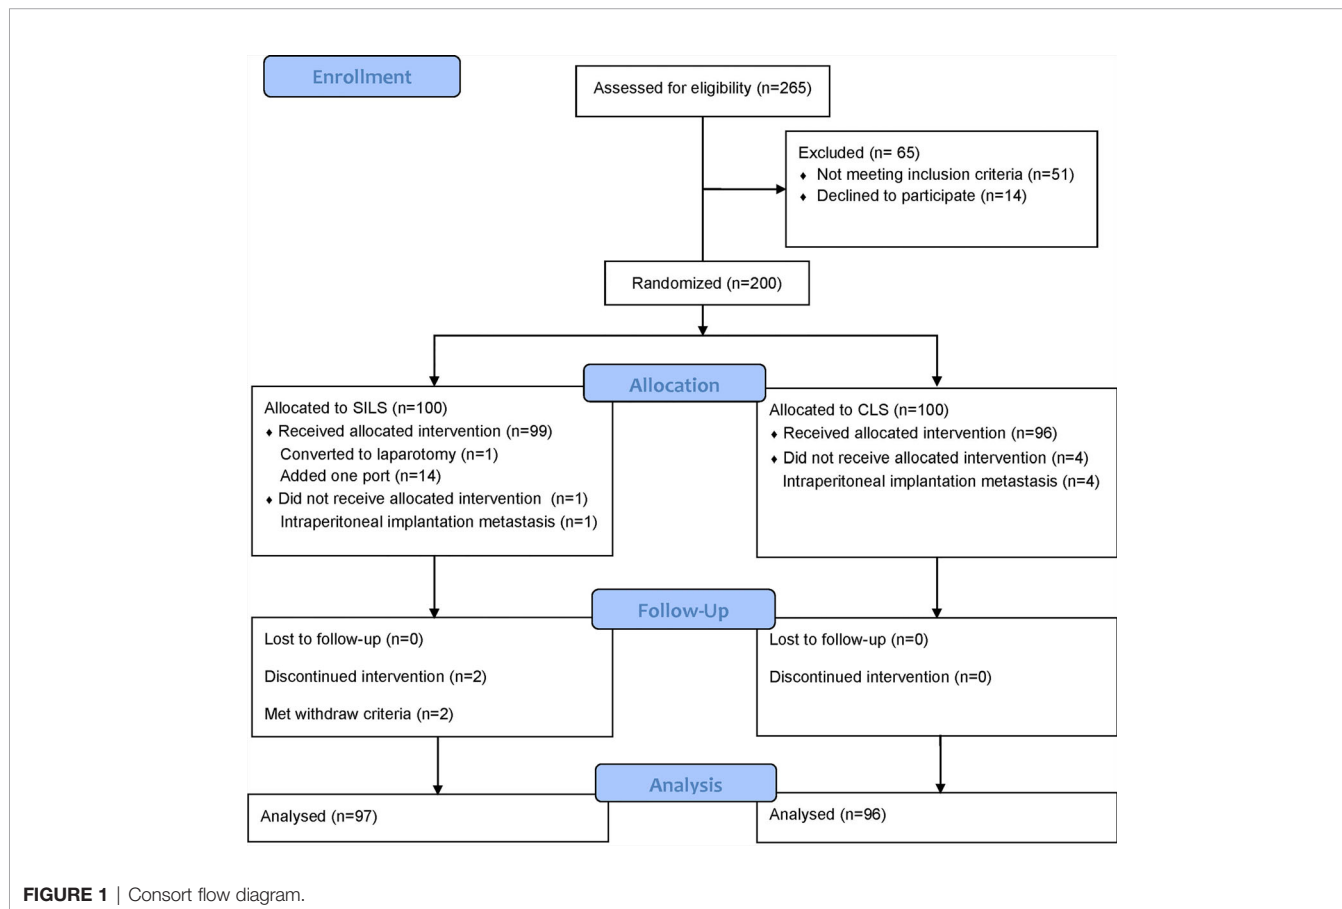 Enrollment
Assessed for eligibility (n=265)
Excluded (n= 65)
♦ Not meeting inclusion criteria (n=51)
♦ Declined to participate (n=14)
Randomized (n=200)
Allocation
Allocated to SILS (n=100)
♦ Received allocated intervention (n=99)
Converted to laparotomy (n=1)
Added one port (n=14)
♦ Did not receive allocated intervention (n=1)
Intraperitoneal implantation metastasis (n=1)
Allocated to CLS (n=100)
♦ Received allocated intervention (n=96)
♦ Did not receive allocated intervention (n=4)
Intraperitoneal implantation metastasis (n=4)
Follow-Up
Lost to follow-up (n=0)
Discontinued intervention (n=2)
Met withdraw criteria (n=2)
Lost to follow-up (n=0)
Discontinued intervention (n=0)
Analysis
Analysed (n=97)
Analysed (n=96)
FIGURE 1 | Consort flow diagram.